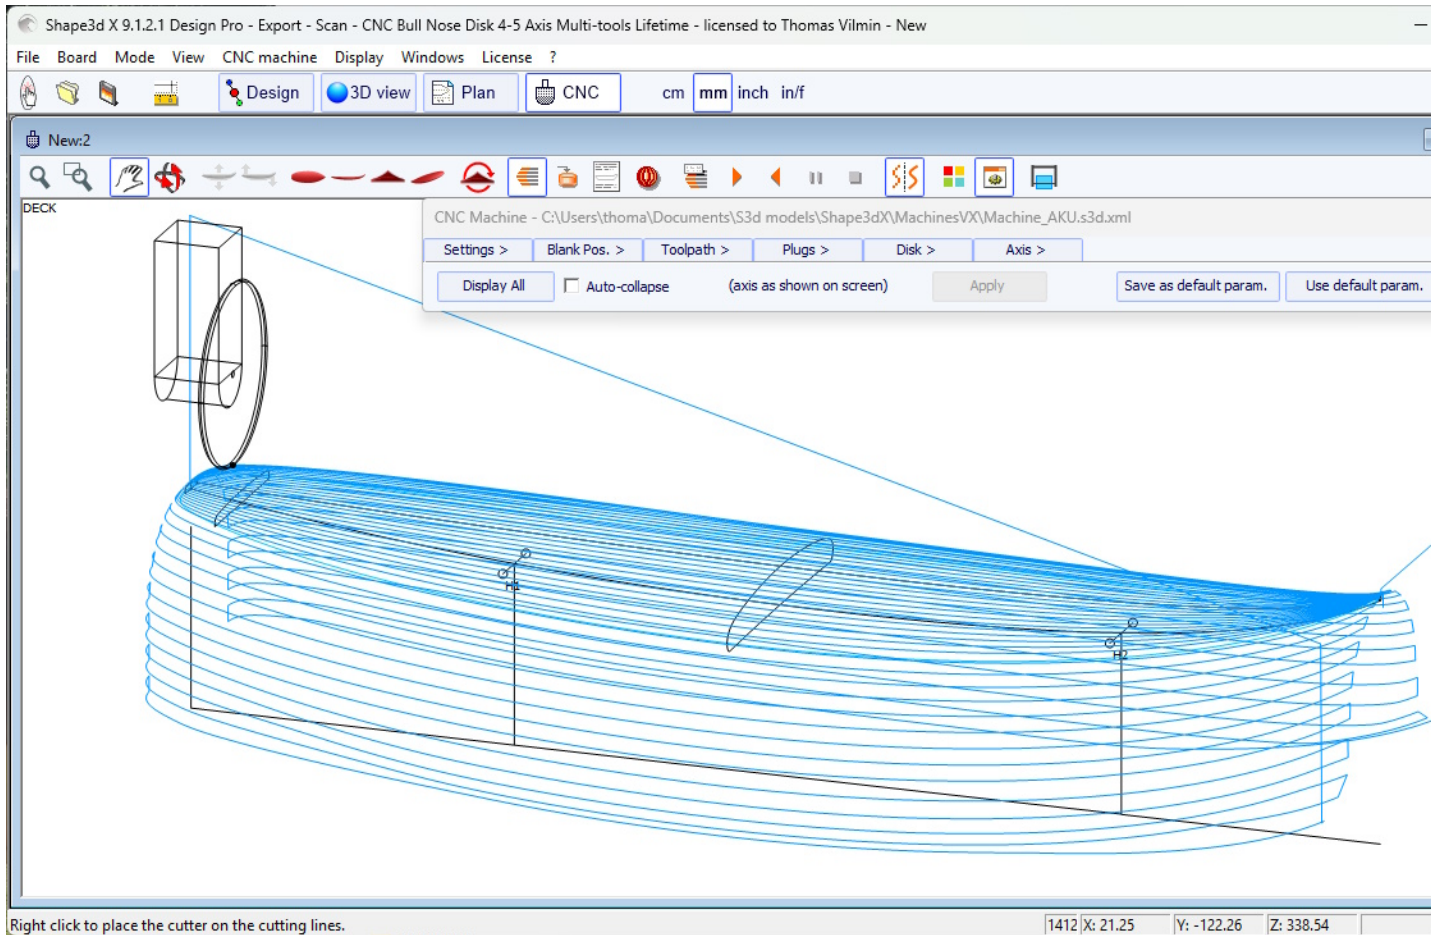 Shape3d X 9.1.2.1 Design Pro - Export - Scan - CNC Bull Nose Disk 4-5 Axis Multi-tools Lifetime - licensed to Thomas Vilmin - New
File Board Mode View CNC machine Display Windows License ?
Design 3D view Plan CNC cm mm inch in/f
New:2
DECK
CNC Machine - C:\Users\thoma\Documents\S3d models\Shape3dX\MachinesVX\Machine_AKU.s3d.xml
Settings > Blank Pos. > Toolpath > Plugs > Disk > Axis >
Display All Auto-collapse (axis as shown on screen) Apply Save as default param. Use default param.
H1
H2
Right click to place the cutter on the cutting lines. 1412 X: 21.25 Y: -122.26 Z: 338.54